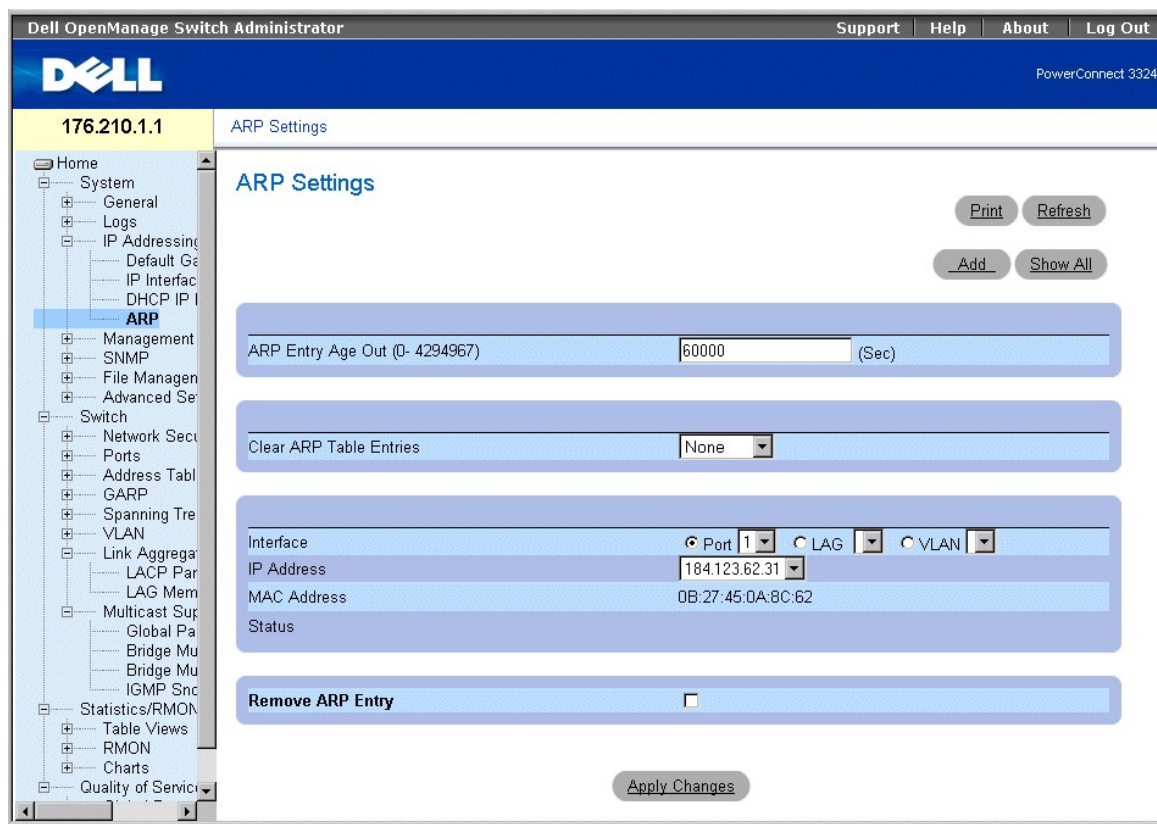 Dell OpenManage Switch Administrator Support Help About Log Out
DELL
PowerConnect 3324
176.210.1.1
ARP Settings
Home
System
General
Logs
IP Addressing
Default Ga
IP Interfac
DHCP IP I
ARP
Management
SNMP
File Managen
Advanced Se
Switch
Network Secu
Ports
Address Tabl
GARP
Spanning Tre
VLAN
Link Aggrega
LACP Par
LAG Mem
Multicast Sup
Global Pa
Bridge Mu
Bridge Mu
IGMP Sno
Statistics/RMON
Table Views
RMON
Charts
Quality of Servic
ARP Settings
Print Refresh
Add Show All
ARP Entry Age Out (0- 4294967) 60000 (Sec)
Clear ARP Table Entries None
Interface Port 1 LAG VLAN
IP Address 184.123.62.31
MAC Address 0B:27:45:0A:8C:62
Status
Remove ARP Entry
Apply Changes